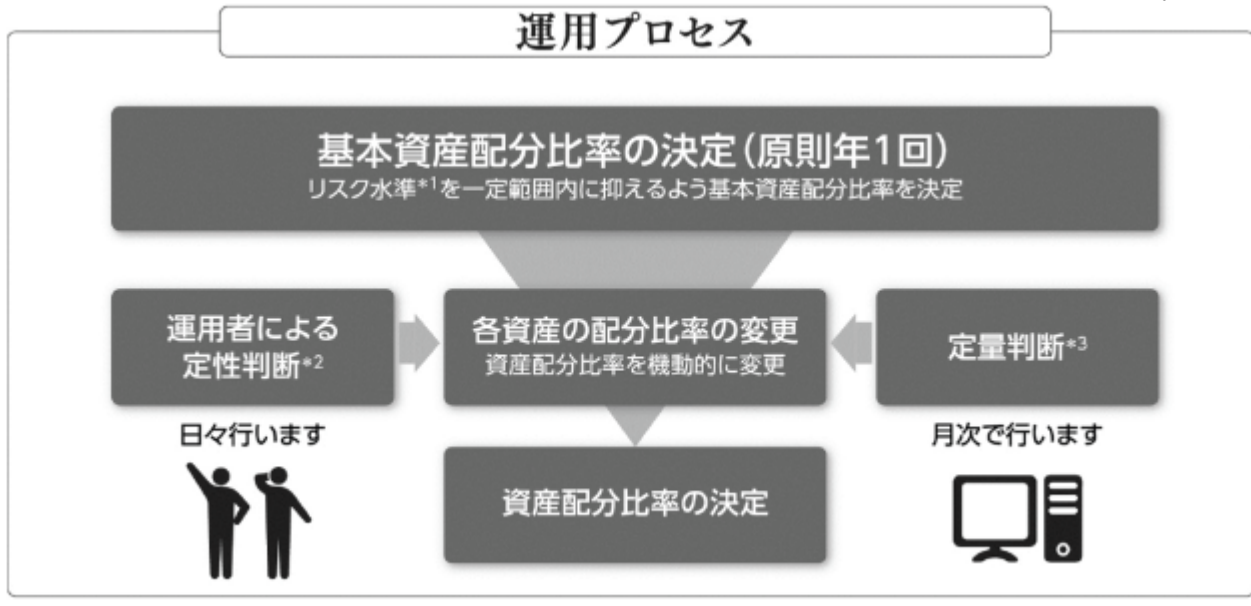 運用プロセス
基本資産配分比率の決定（原則年1回）
リスク水準*1を一定範囲内に抑えるよう基本資産配分比率を決定
運用者による
定性判断*2
日々行います
各資産の配分比率の変更
資産配分比率を機動的に変更
定量判断*3
月次で行います
資産配分比率の決定